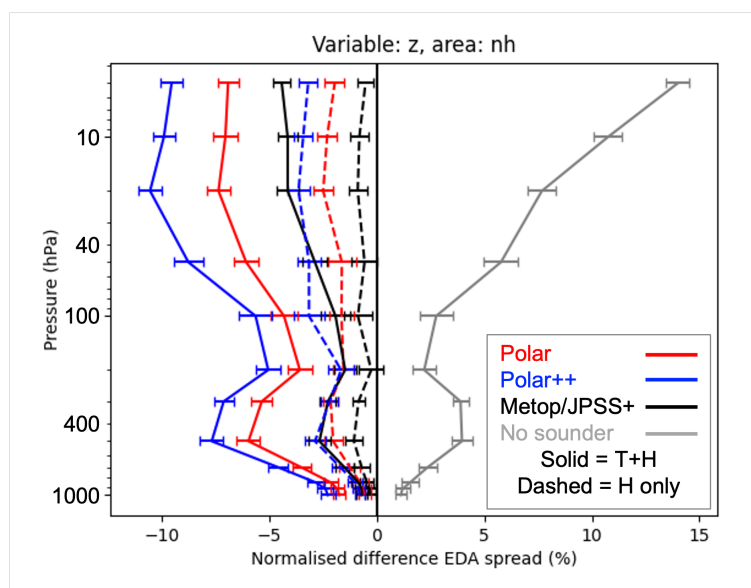 Variable: z, area: nh
Pressure (hPa)
10
40
100
400
1000
Polar
Polar++
Metop/JPSS+
No sounder
Solid = T+H
Dashed = H only
−10
−5
0
5
10
15
Normalised difference EDA spread (%)